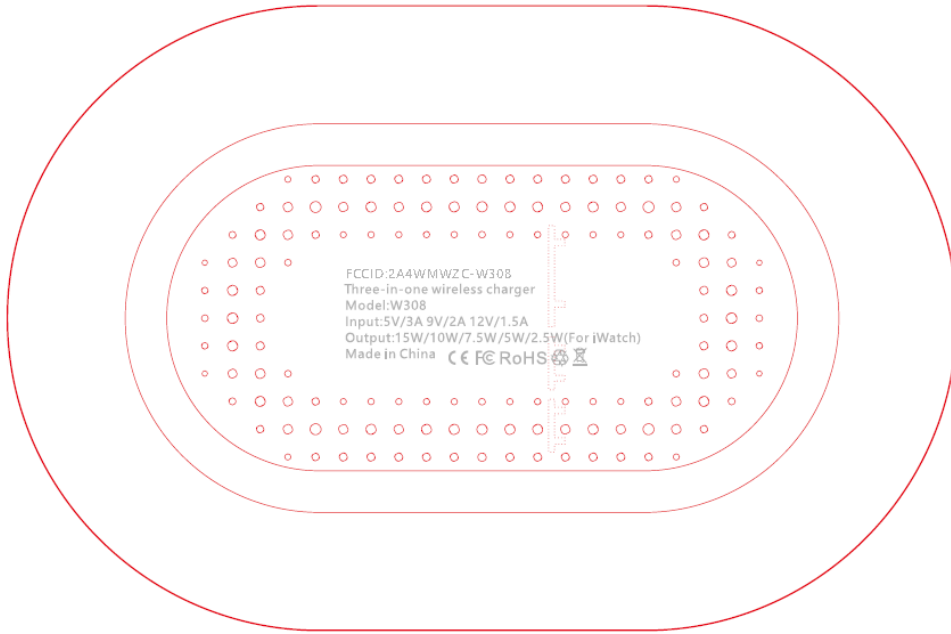 FCCID:2A4WMWZC-W308
Three-in-one wireless charger
Model:W308
Input:5V/3A 9V/2A 12V/1.5A
Output:15W/10W/7.5W/5W/2.5W(For iWatch)
Made in China CE FC RoHS